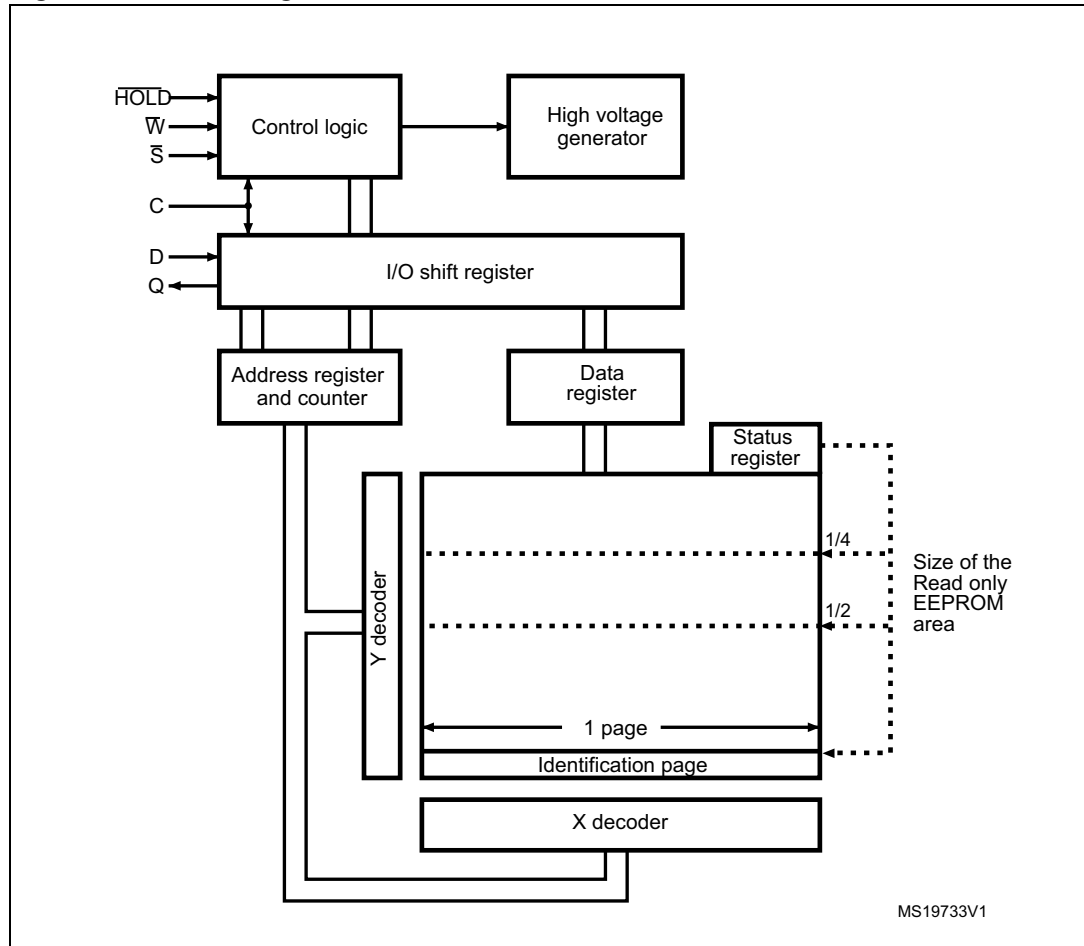 H̅O̅L̅D̅
W̅
S̅
C
D
Q
Control logic
High voltage
generator
I/O shift register
Address register
and counter
Data
register
Status
register
Y decoder
1/4
1/2
Size of the
Read only
EEPROM
area
1 page
Identification page
X decoder
MS19733V1